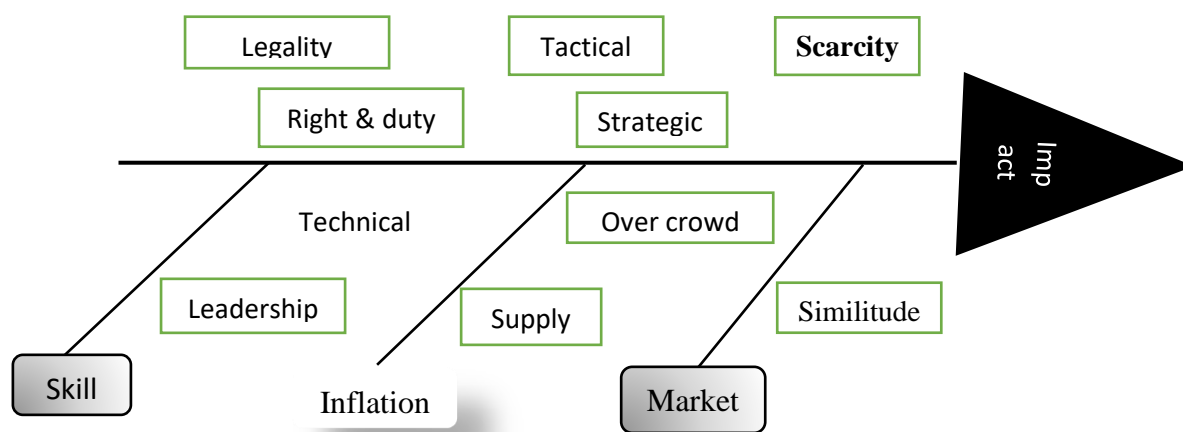 Legality
Tactical
Scarcity
Right & duty
Strategic
Imp
act
Technical
Over crowd
Leadership
Supply
Similitude
Skill
Inflation
Market